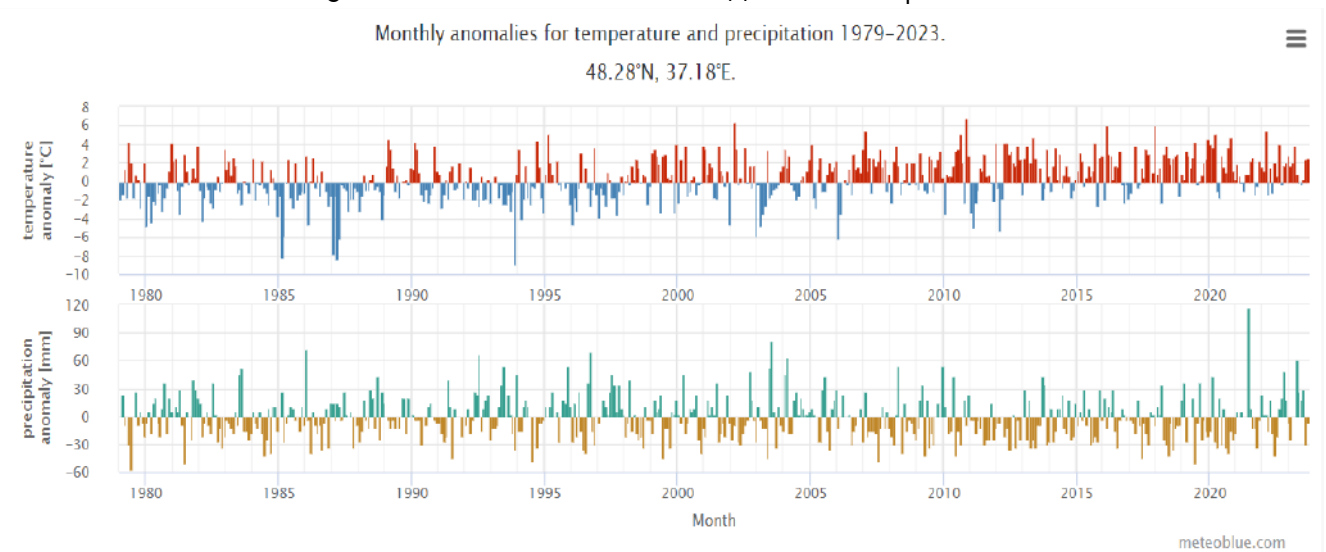 Monthly anomalies for temperature and precipitation 1979-2023.
48.28°N, 37.18°E.
temperature
anomaly [°C]
8
6
4
2
0
-2
-4
-6
-8
-10
1980 1985 1990 1995 2000 2005 2010 2015 2020
precipitation
anomaly [mm]
120
90
60
30
0
-30
-60
1980 1985 1990 1995 2000 2005 2010 2015 2020
Month
meteoblue.com